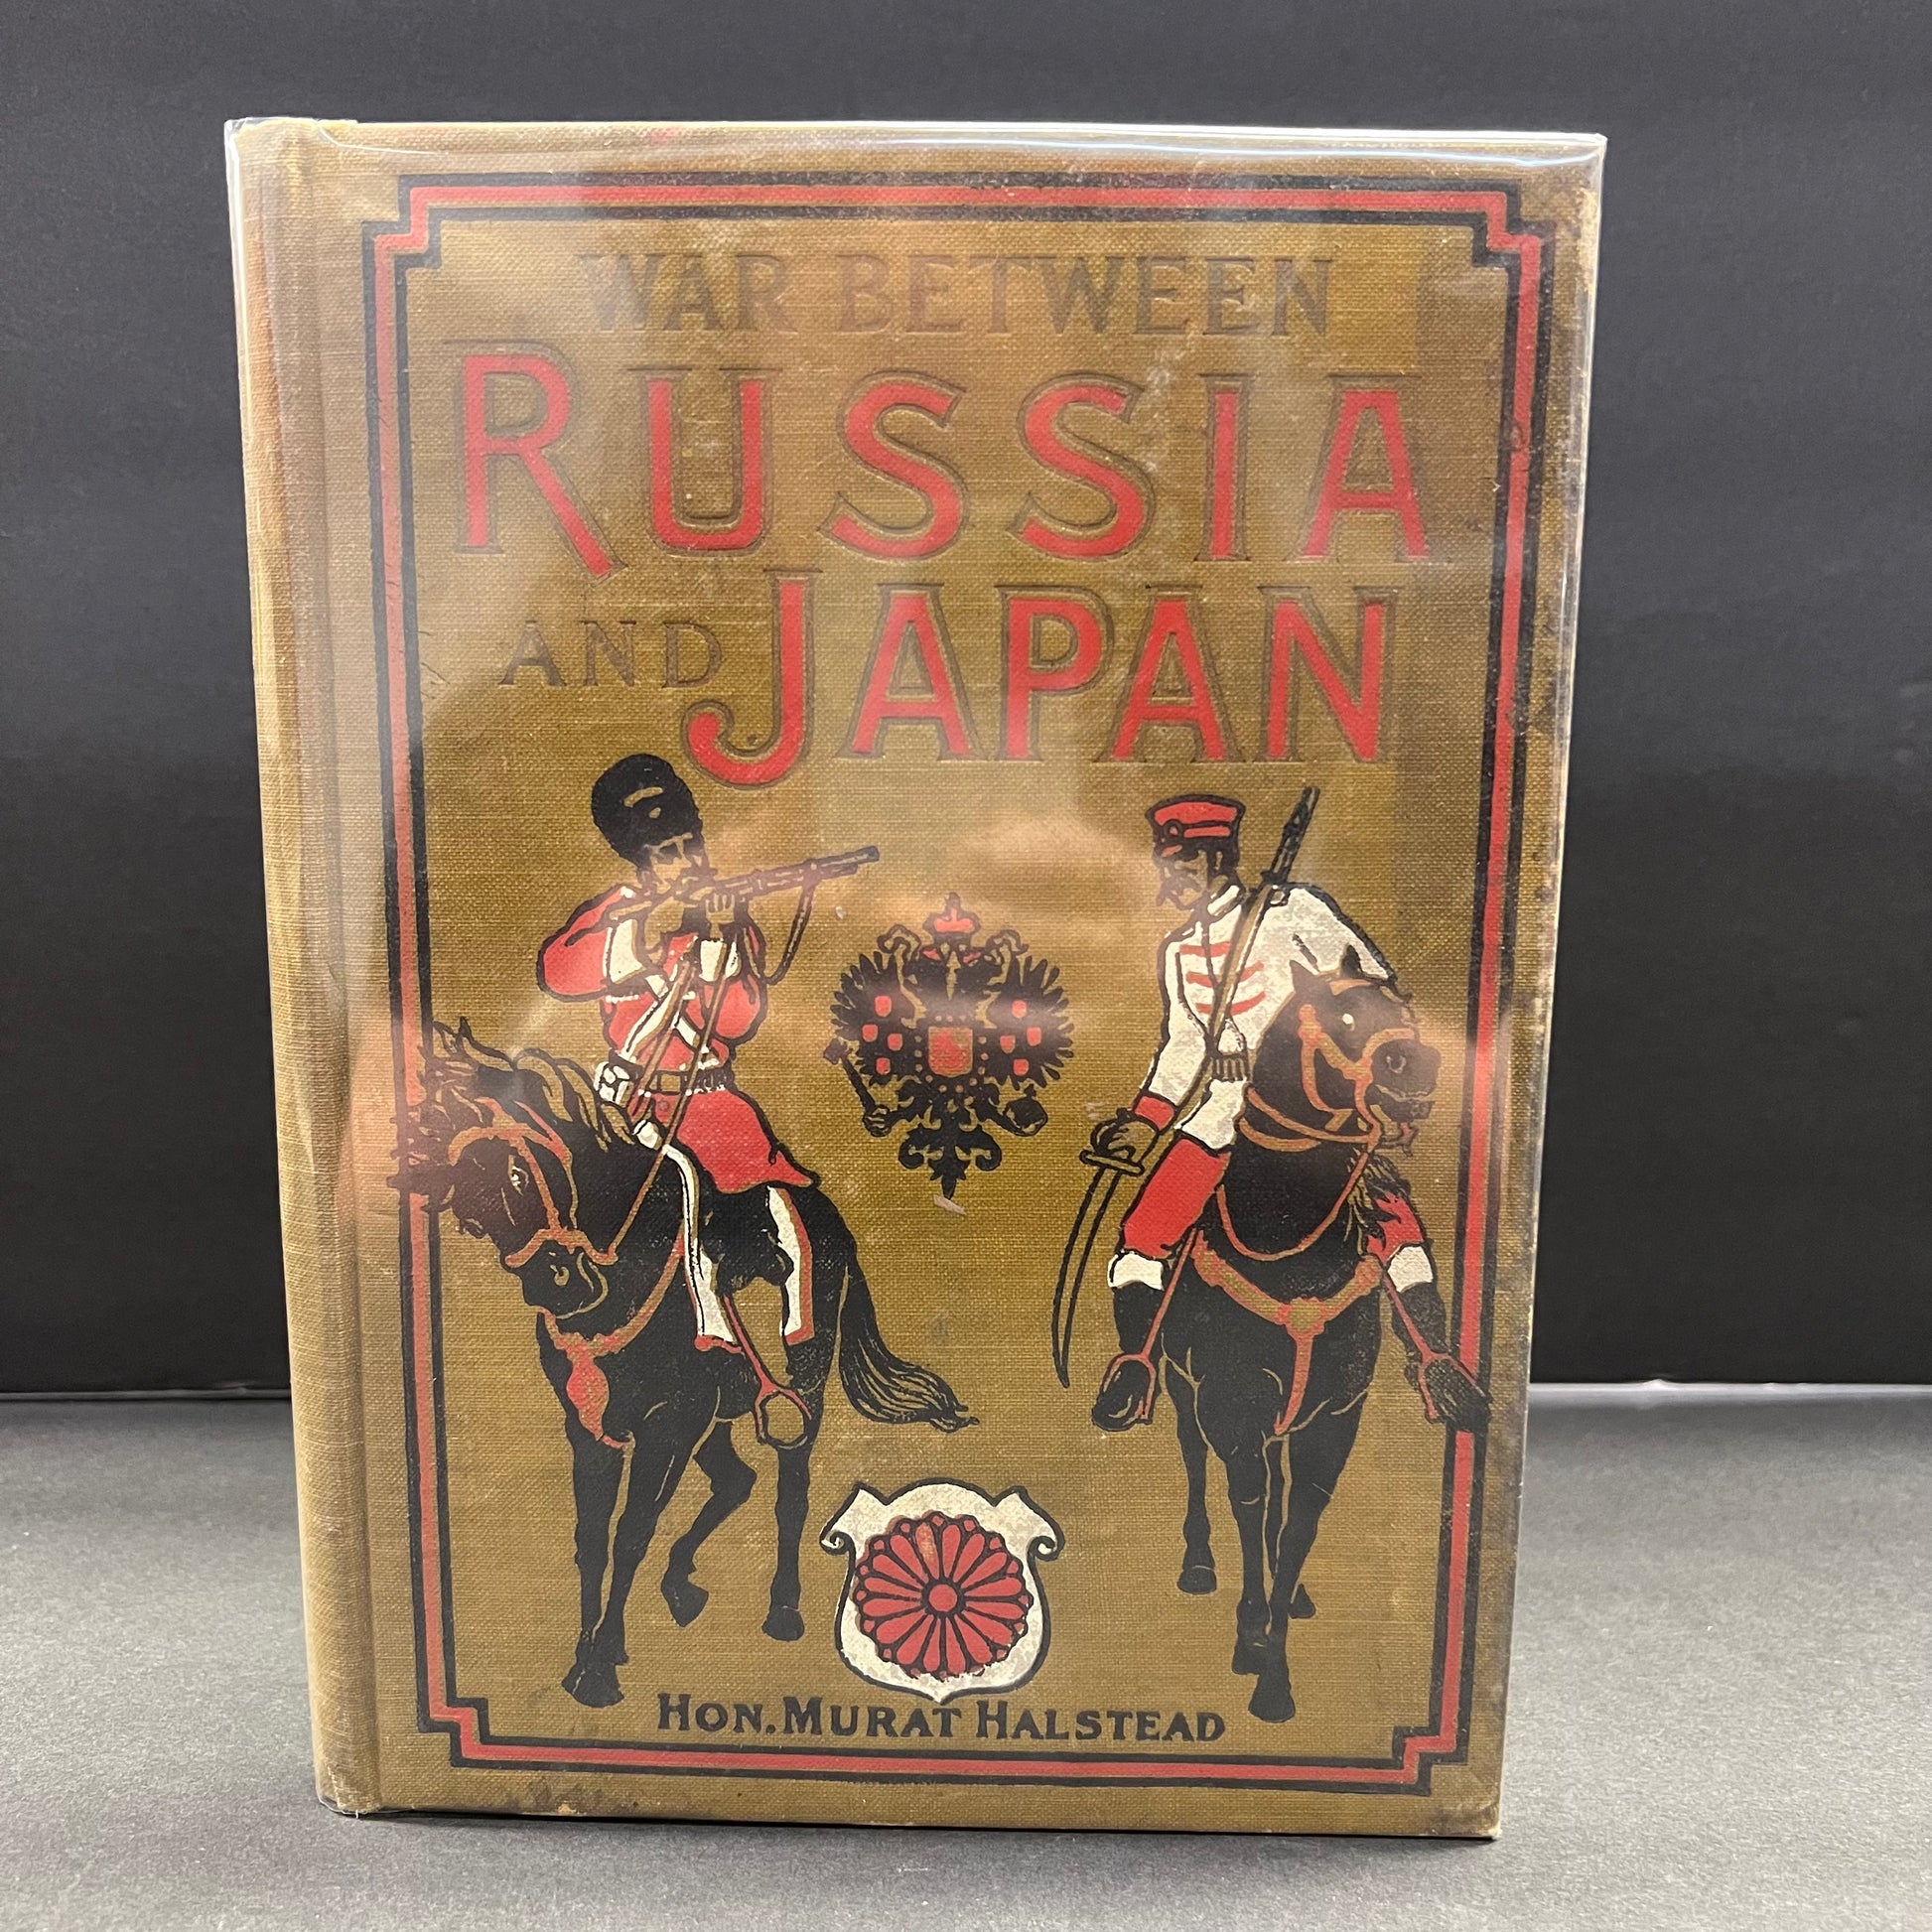 WAR BETWEEN
RUSSIA
AND JAPAN
HON. MURAT HALSTEAD